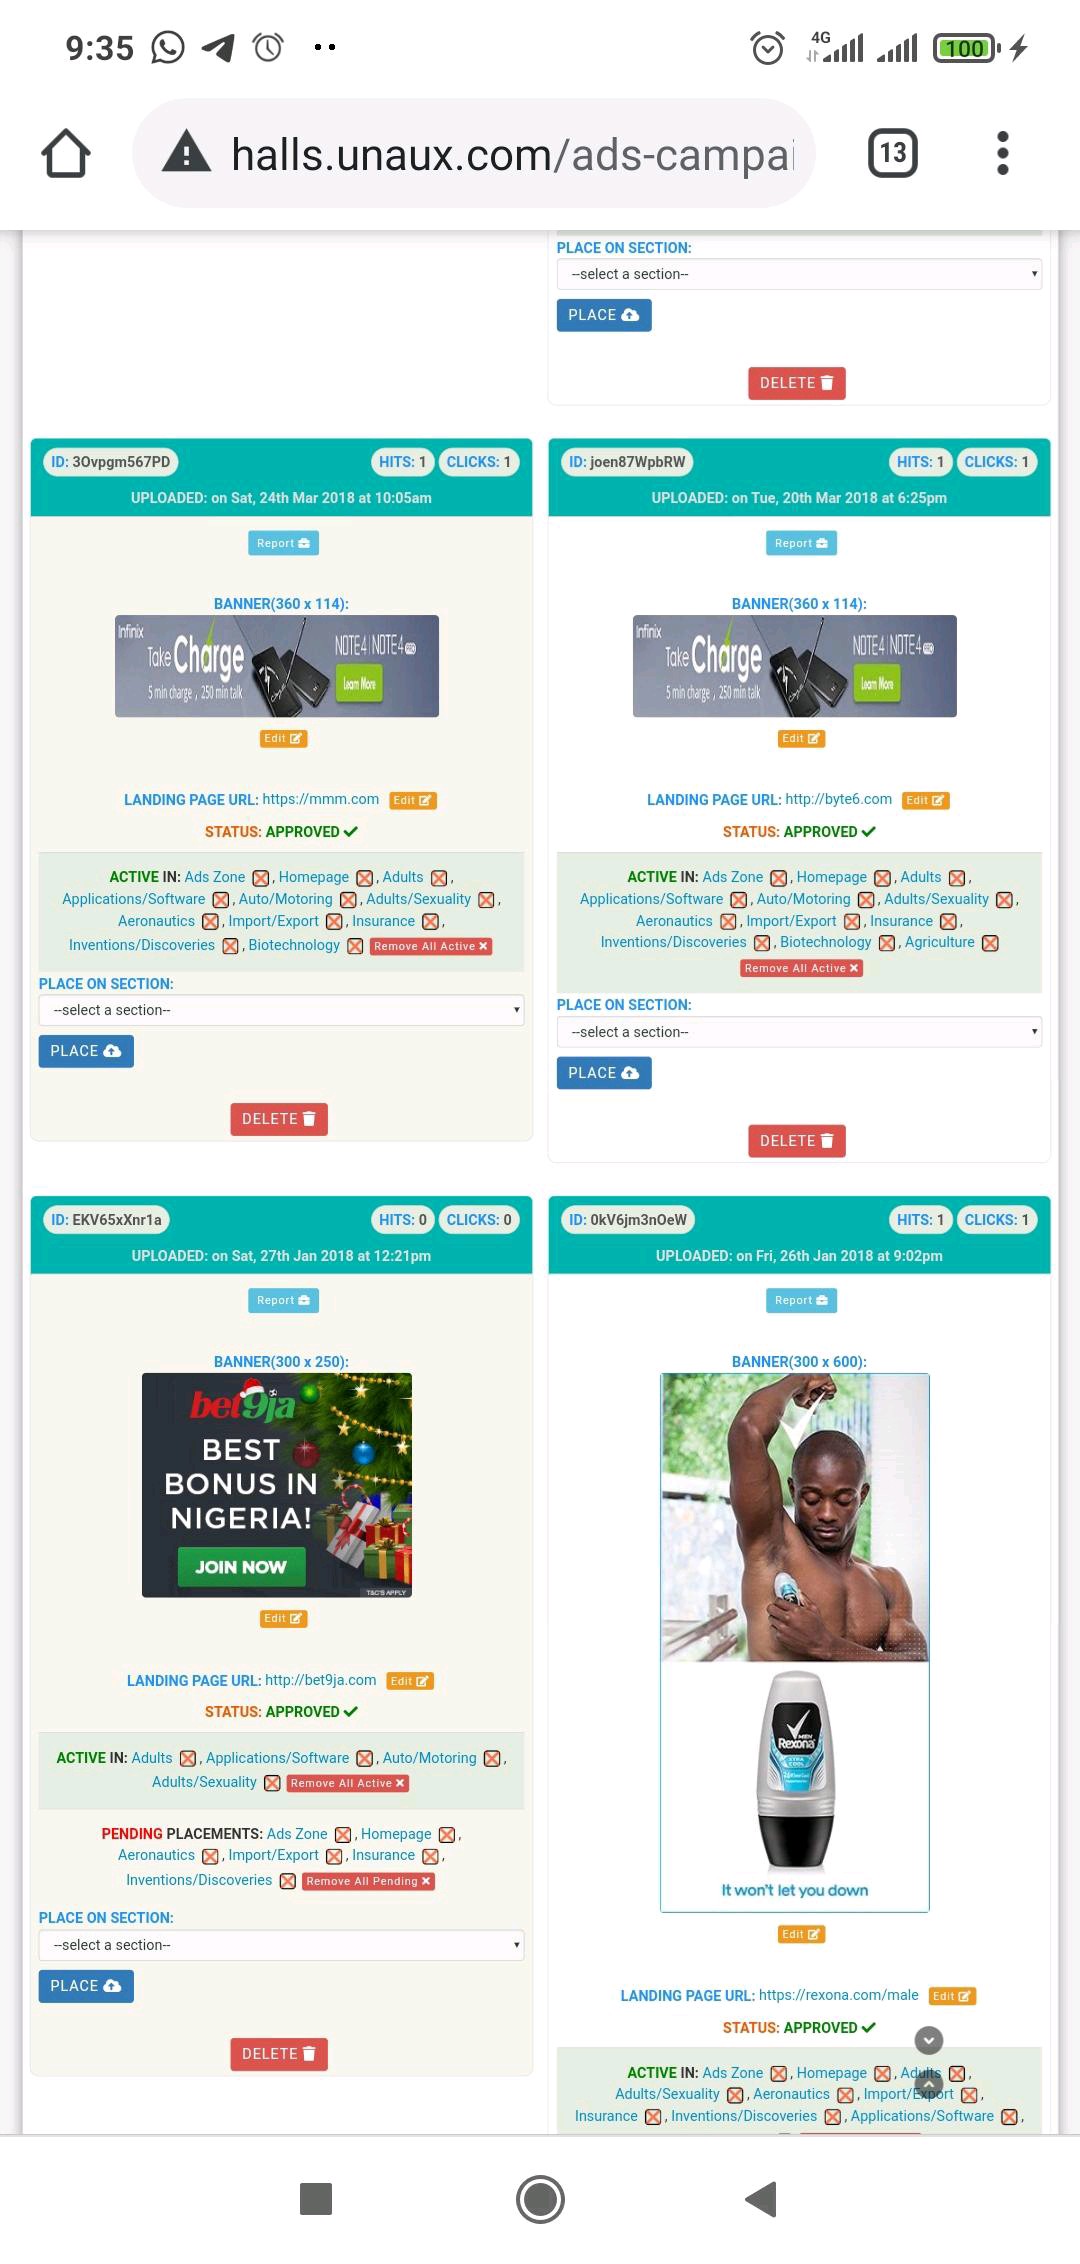 9:35
4G
100
halls.unaux.com/ads-campai
13
PLACE ON SECTION:
--select a section--
PLACE
DELETE
ID: 3Ovpgm567PD HITS: 1 CLICKS: 1
UPLOADED: on Sat, 24th Mar 2018 at 10:05am
Report
BANNER(360 x 114):
Infinix
Take Charge NOTE4 NOTE4
5 min charge , 250 min talk
Learn More
Edit
LANDING PAGE URL: https://mmm.com Edit
STATUS: APPROVED
ACTIVE IN: Ads Zone , Homepage , Adults ,
Applications/Software , Auto/Motoring , Adults/Sexuality ,
Aeronautics , Import/Export , Insurance ,
Inventions/Discoveries , Biotechnology Remove All Active
PLACE ON SECTION:
--select a section--
PLACE
DELETE
ID: joen87WpbRW HITS: 1 CLICKS: 1
UPLOADED: on Tue, 20th Mar 2018 at 6:25pm
Report
BANNER(360 x 114):
Infinix
Take Charge NOTE4 NOTE4
5 min charge , 250 min talk
Learn More
Edit
LANDING PAGE URL: http://byte6.com Edit
STATUS: APPROVED
ACTIVE IN: Ads Zone , Homepage , Adults ,
Applications/Software , Auto/Motoring , Adults/Sexuality ,
Aeronautics , Import/Export , Insurance ,
Inventions/Discoveries , Biotechnology , Agriculture
Remove All Active
PLACE ON SECTION:
--select a section--
PLACE
DELETE
ID: EKV65xXnr1a HITS: 0 CLICKS: 0
UPLOADED: on Sat, 27th Jan 2018 at 12:21pm
Report
BANNER(300 x 250):
bet9ja
BEST
BONUS IN
NIGERIA!
JOIN NOW
T&C'S APPLY
Edit
LANDING PAGE URL: http://bet9ja.com Edit
STATUS: APPROVED
ACTIVE IN: Adults , Applications/Software , Auto/Motoring ,
Adults/Sexuality Remove All Active
PENDING PLACEMENTS: Ads Zone , Homepage ,
Aeronautics , Import/Export , Insurance ,
Inventions/Discoveries Remove All Pending
PLACE ON SECTION:
--select a section--
PLACE
DELETE
ID: 0kV6jm3nOeW HITS: 1 CLICKS: 1
UPLOADED: on Fri, 26th Jan 2018 at 9:02pm
Report
BANNER(300 x 600):
MEN
Rexona
XTRA
COOL
It won't let you down
Edit
LANDING PAGE URL: https://rexona.com/male Edit
STATUS: APPROVED
ACTIVE IN: Ads Zone , Homepage , Adults ,
Adults/Sexuality , Aeronautics , Import/Export ,
Insurance , Inventions/Discoveries , Applications/Software ,